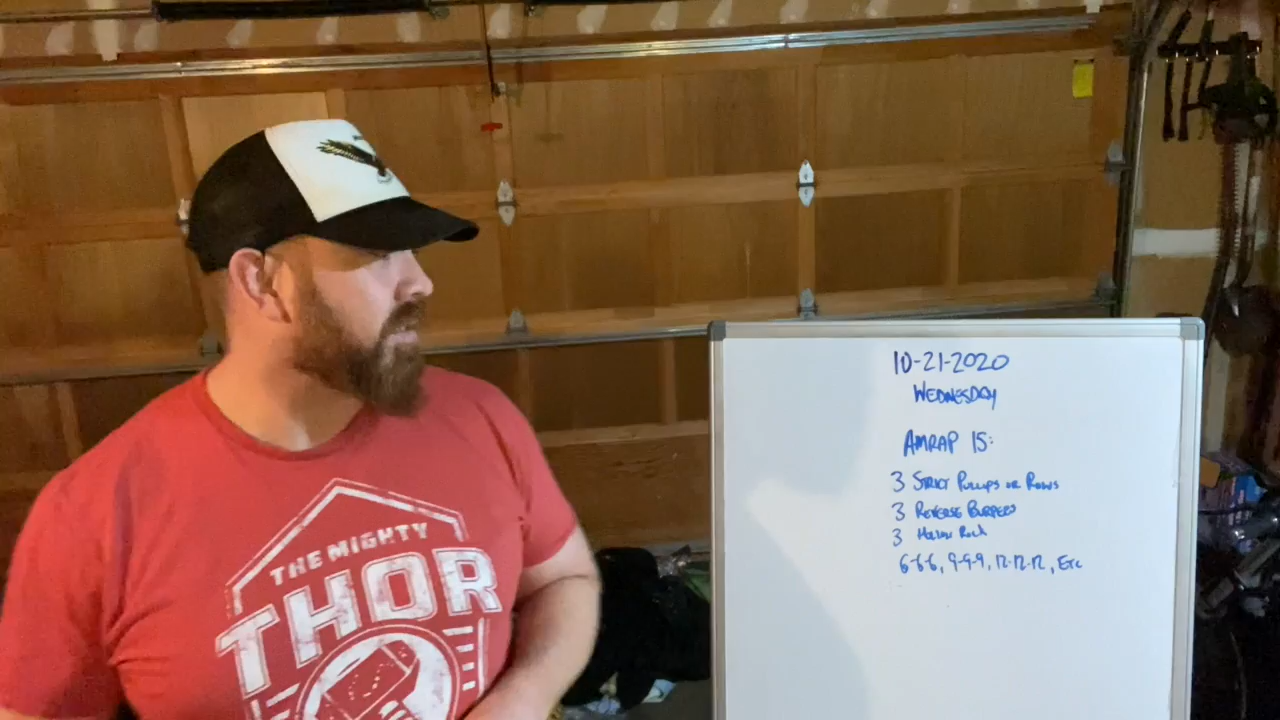 THE MIGHTY
THOR
10-21-2020
WEDNESDAY
AMRAP 15:
3 STRICT PULLUPS OR ROWS
3 REVERSE BURPEES
3 HOLLOW ROCK
6-6-6, 9-9-9, 12-12-12, ETC